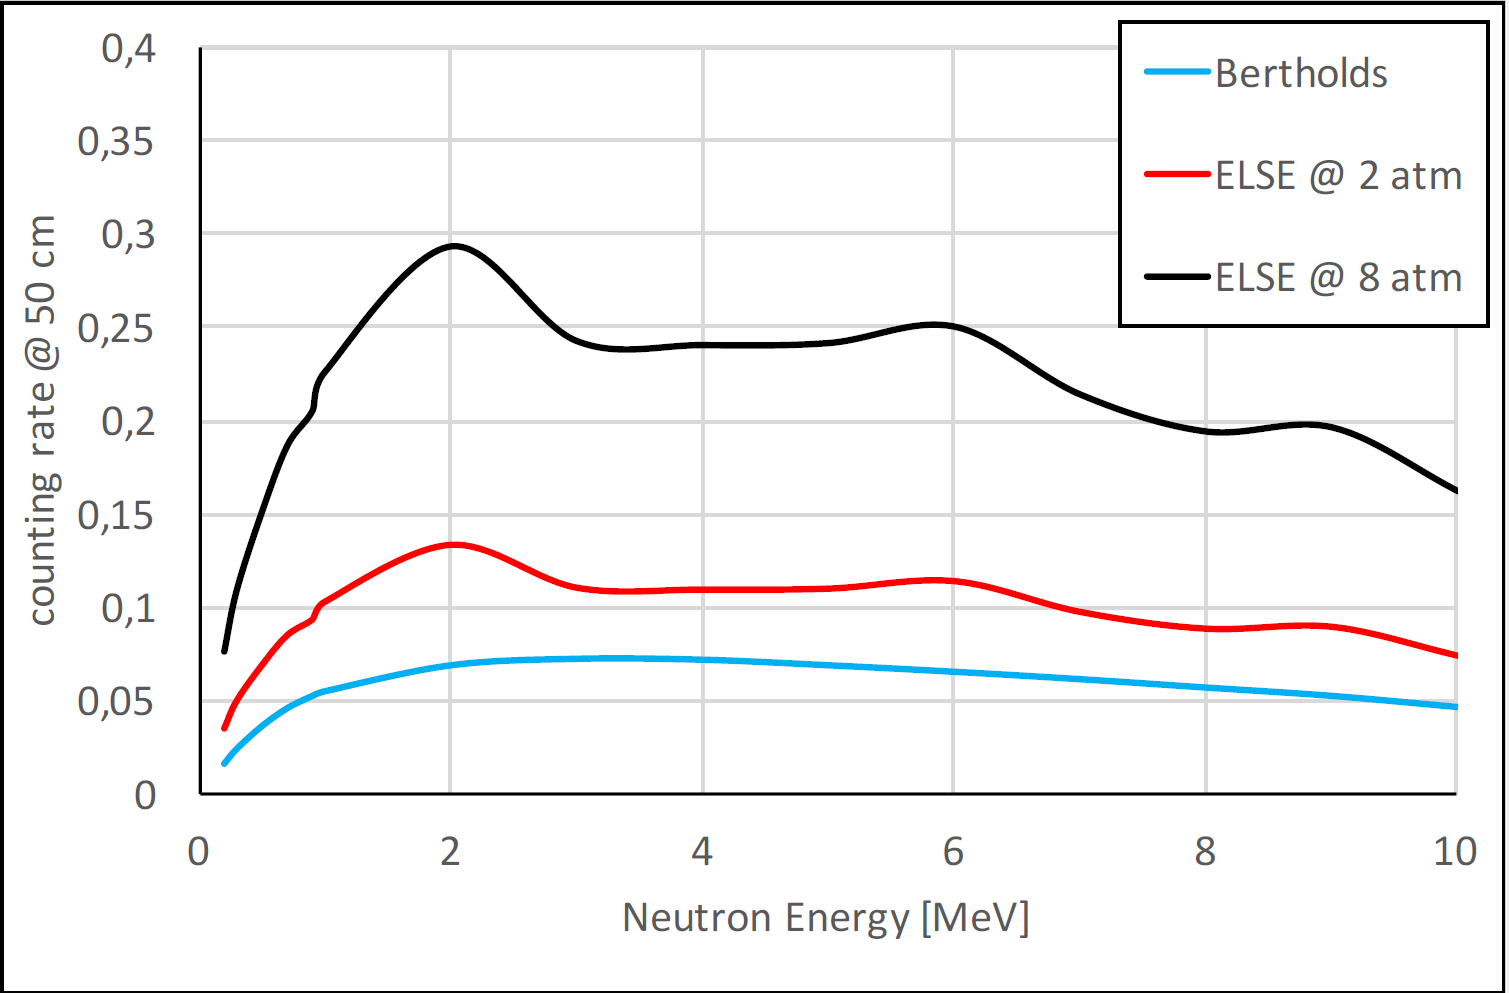 0,4
0,35
0,3
0,25
0,2
0,15
0,1
0,05
0
counting rate @ 50 cm
0 2 4 6 8 10
Neutron Energy [MeV]
Bertholds
ELSE @ 2 atm
ELSE @ 8 atm